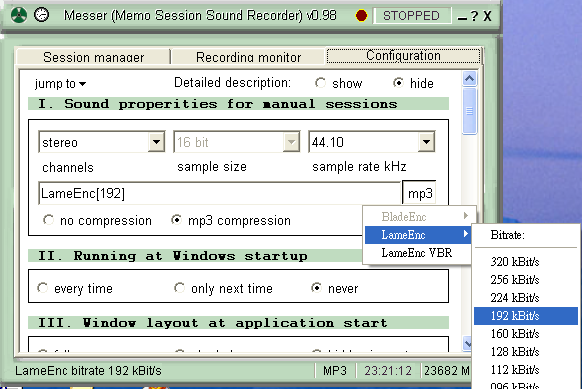 Messer (Memo Session Sound Recorder) v0.98 STOPPED
Session manager Recording monitor Configuration
jump to Detailed description: show hide
I. Sound properities for manual sessions
stereo 16 bit 44.10
channels sample size sample rate kHz
LameEnc[192] mp3
no compression mp3 compression
BladeEnc
LameEnc
LameEnc VBR
Bitrate:
320 kBit/s
256 kBit/s
224 kBit/s
192 kBit/s
160 kBit/s
128 kBit/s
112 kBit/s
096 kBit/s
II. Running at Windows startup
every time only next time never
III. Window layout at application start
LameEnc bitrate 192 kBit/s MP3 23:21:12 23682 M